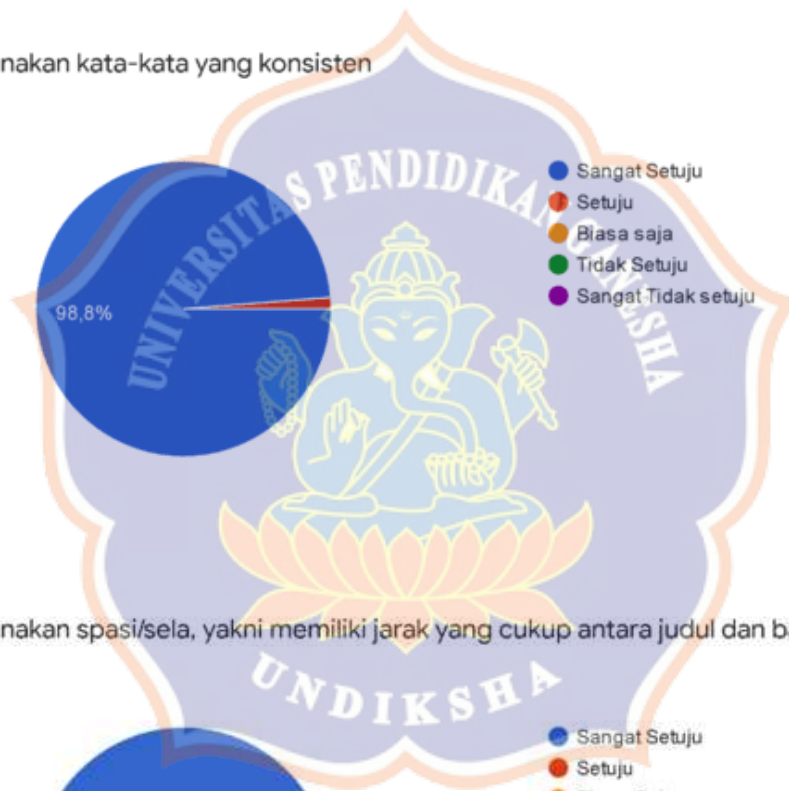 nakan kata-kata yang konsisten
UNIVERSITAS PENDIDIKAN GANESHA
Sangat Setuju
Setuju
Biasa saja
Tidak Setuju
Sangat Tidak setuju
98,8%
nakan spasi/sela, yakni memiliki jarak yang cukup antara judul dan
UNDIKSHA
Sangat Setuju
Setuju